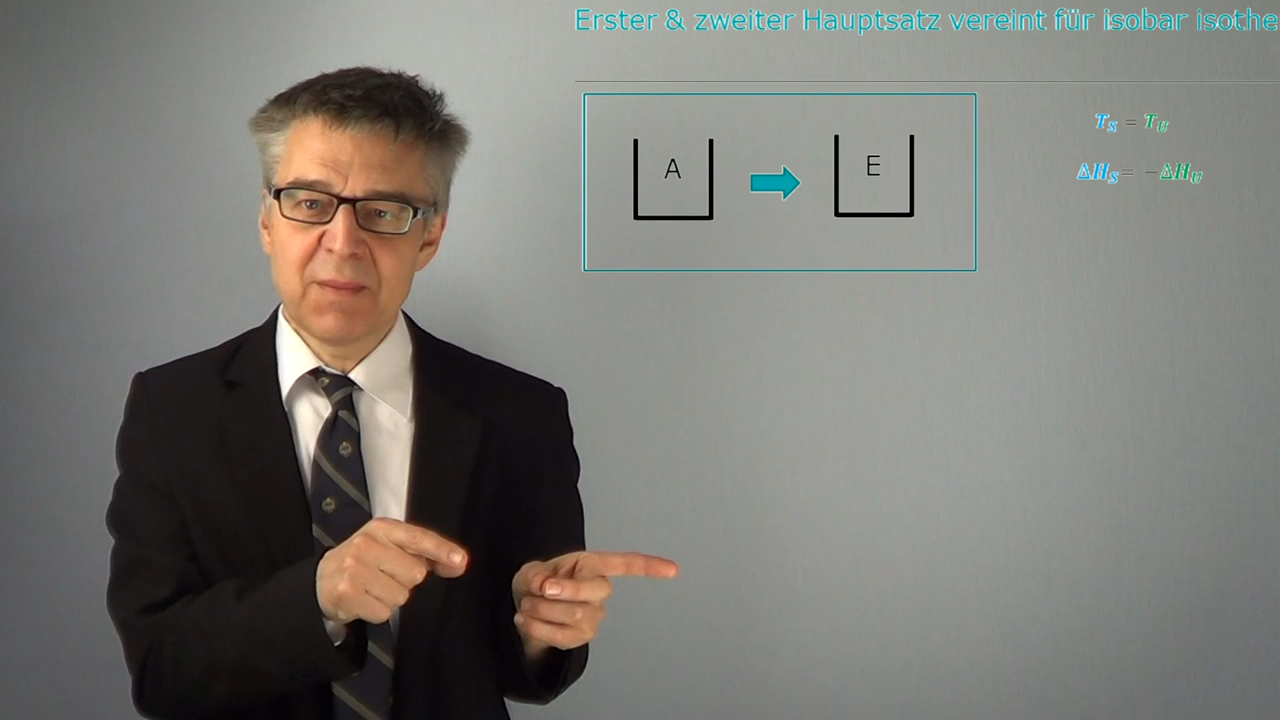 Erster & zweiter Hauptsatz vereint für isobar isothe
A
E
T_S = T_U
ΔH_S = −ΔH_U